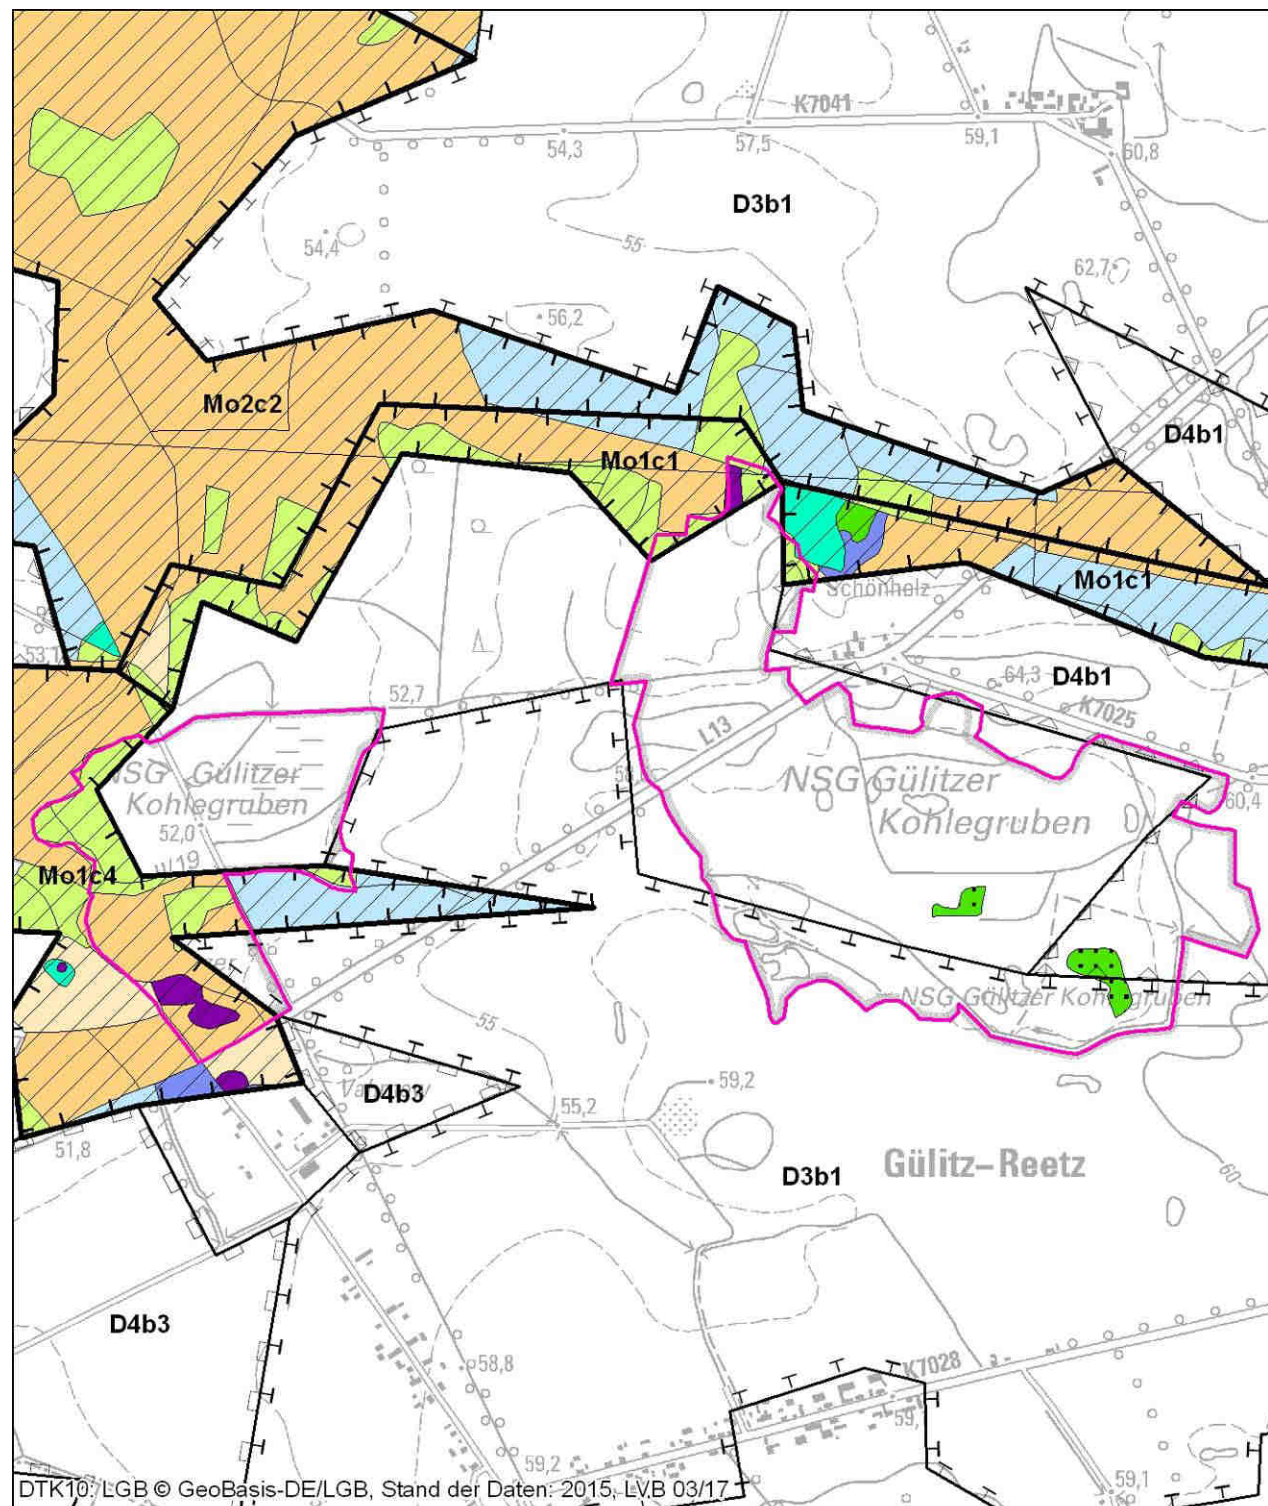 K7041
54,3
57,5
59,1
60,8
D3b1
54,4
55
62,7
56,2
Mo2c2
D4b1
Mo1c1
Mo1c1
Schönholz
53,1
52,7
64,3
D4b1
K7025
L13
NSG Gülitzer
Kohlegruben
NSG Gülitzer
Kohlegruben
60,4
52,0
Mo1c4
NSG Gülitzer Kohlegruben
55
59,2
D4b3
55,2
51,8
D3b1
Gülitz-Reetz
60
D4b3
58,8
K7028
59,
59,2
59,1
DTK10: LGB © GeoBasis-DE/LGB, Stand der Daten: 2015, LVB 03/17